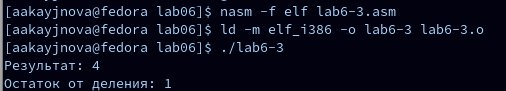 [aakayjnova@fedora lab06]$ nasm -f elf lab6-3.asm
[aakayjnova@fedora lab06]$ ld -m elf_i386 -o lab6-3 lab6-3.o
[aakayjnova@fedora lab06]$ ./lab6-3
Результат: 4
Остаток от деления: 1